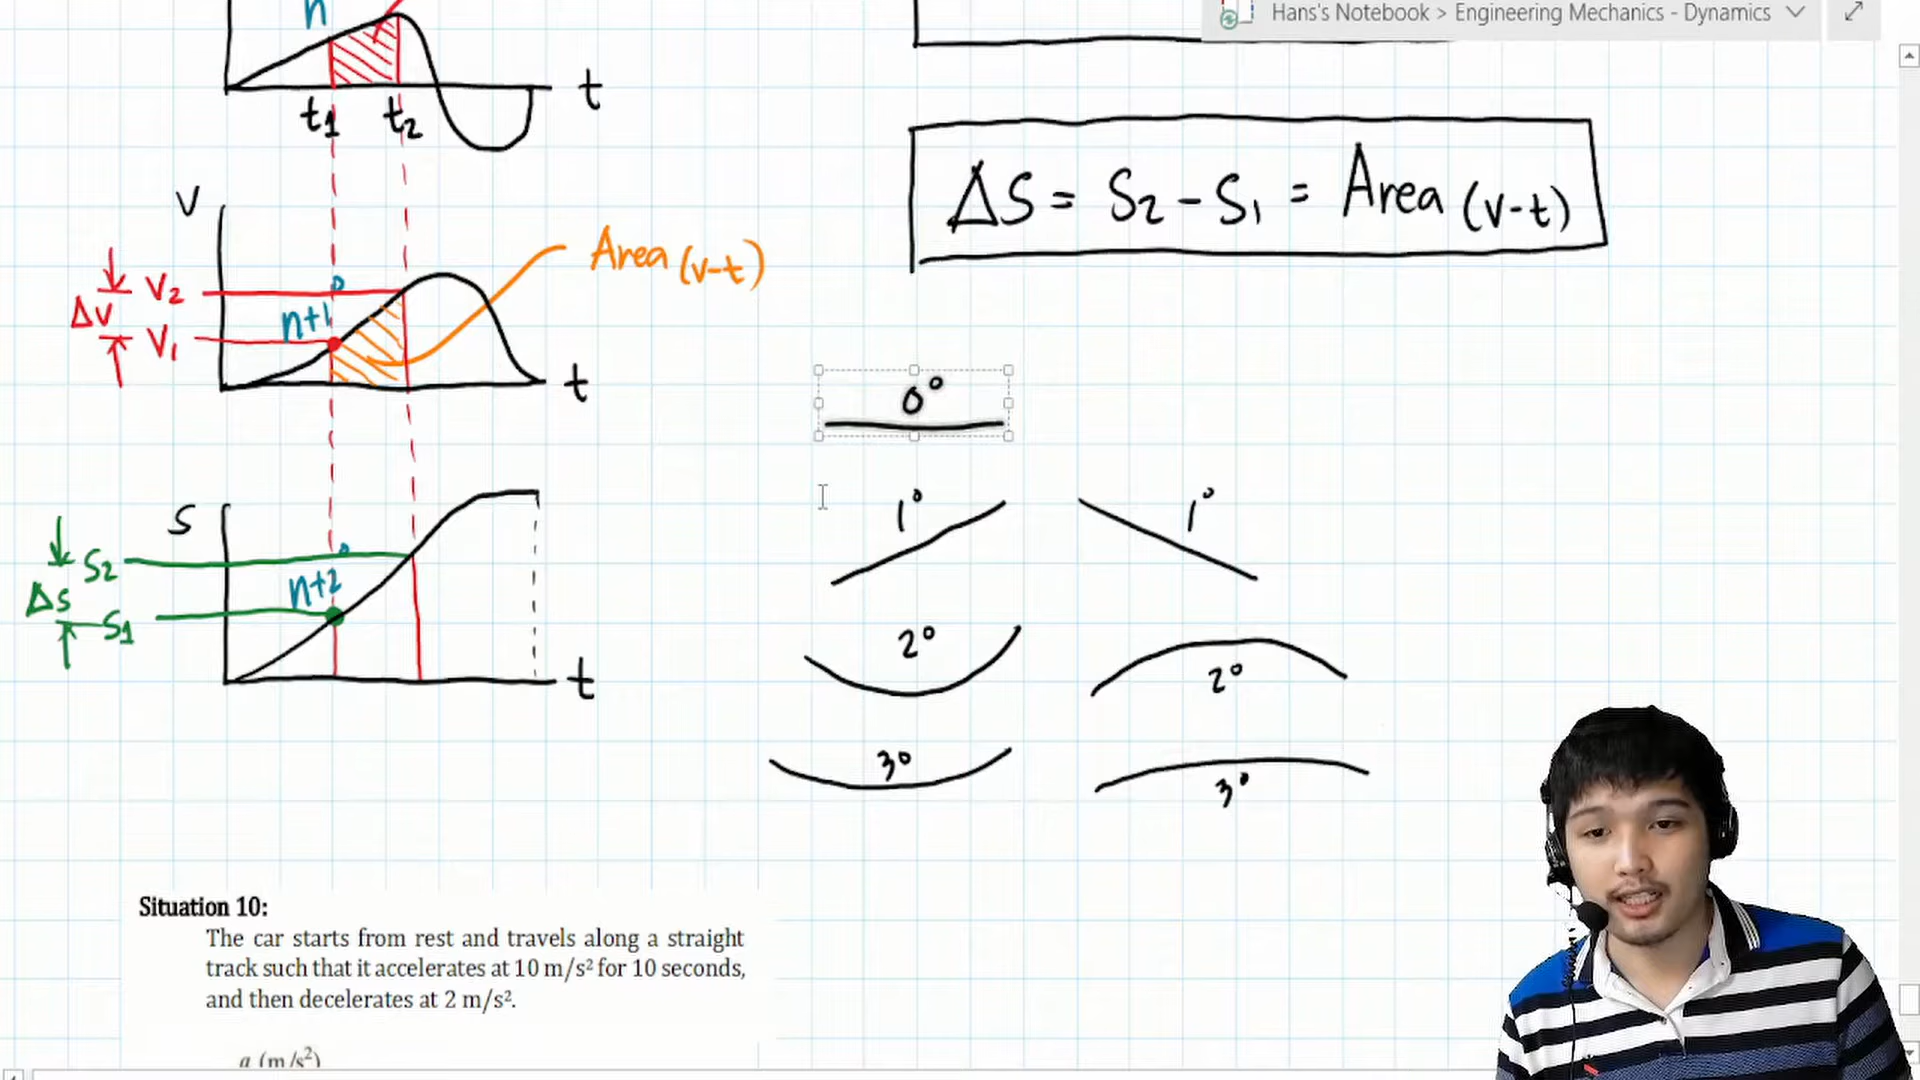 Hans's Notebook > Engineering Mechanics - Dynamics
n
t
t1 t2
ΔS = S2 - S1 = Area (v-t)
V
Area (v-t)
V2
n+1°
Δv
V1
t
0°
S
1° 1°
S2
n+2°
Δs
S1
2° 2°
t
3° 3°
Situation 10:
The car starts from rest and travels along a straight
track such that it accelerates at 10 m/s² for 10 seconds,
and then decelerates at 2 m/s².
a (m/s²)